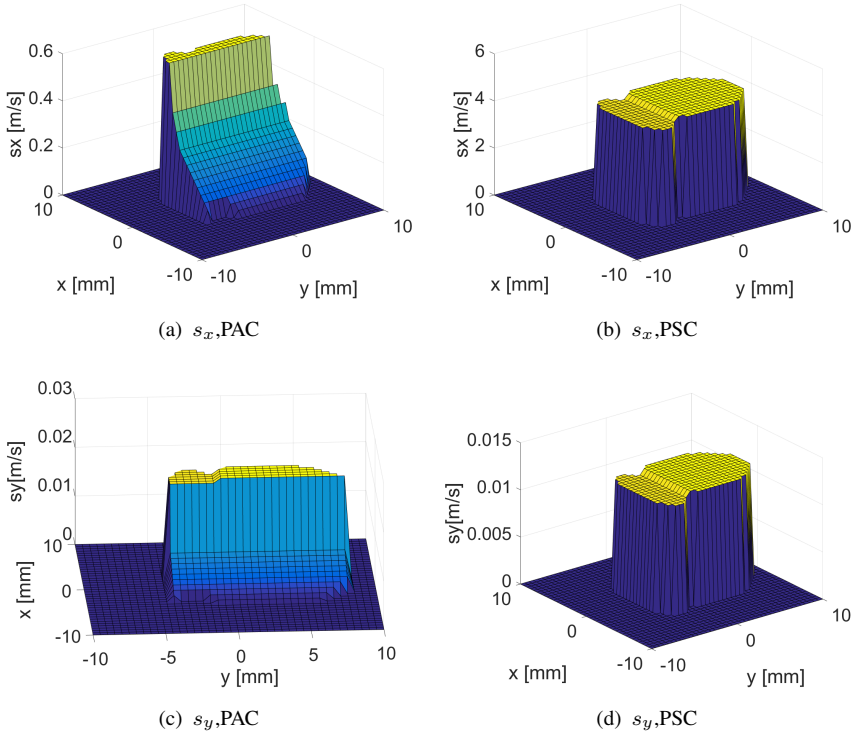 0.6
0.4
0.2
0
sx [m/s]
10
0
-10
x [mm]
-10
0
10
y [mm]
(a) sₓ,PAC
6
4
2
0
sx [m/s]
10
0
-10
x [mm]
-10
0
10
y [mm]
(b) sₓ,PSC
0.03
0.02
0.01
0
sy[m/s]
10
0
-10
x [mm]
-10
-5
0
5
10
y [mm]
(c) s_y,PAC
0.015
0.01
0.005
0
sy[m/s]
10
0
-10
x [mm]
-10
0
10
y [mm]
(d) s_y,PSC